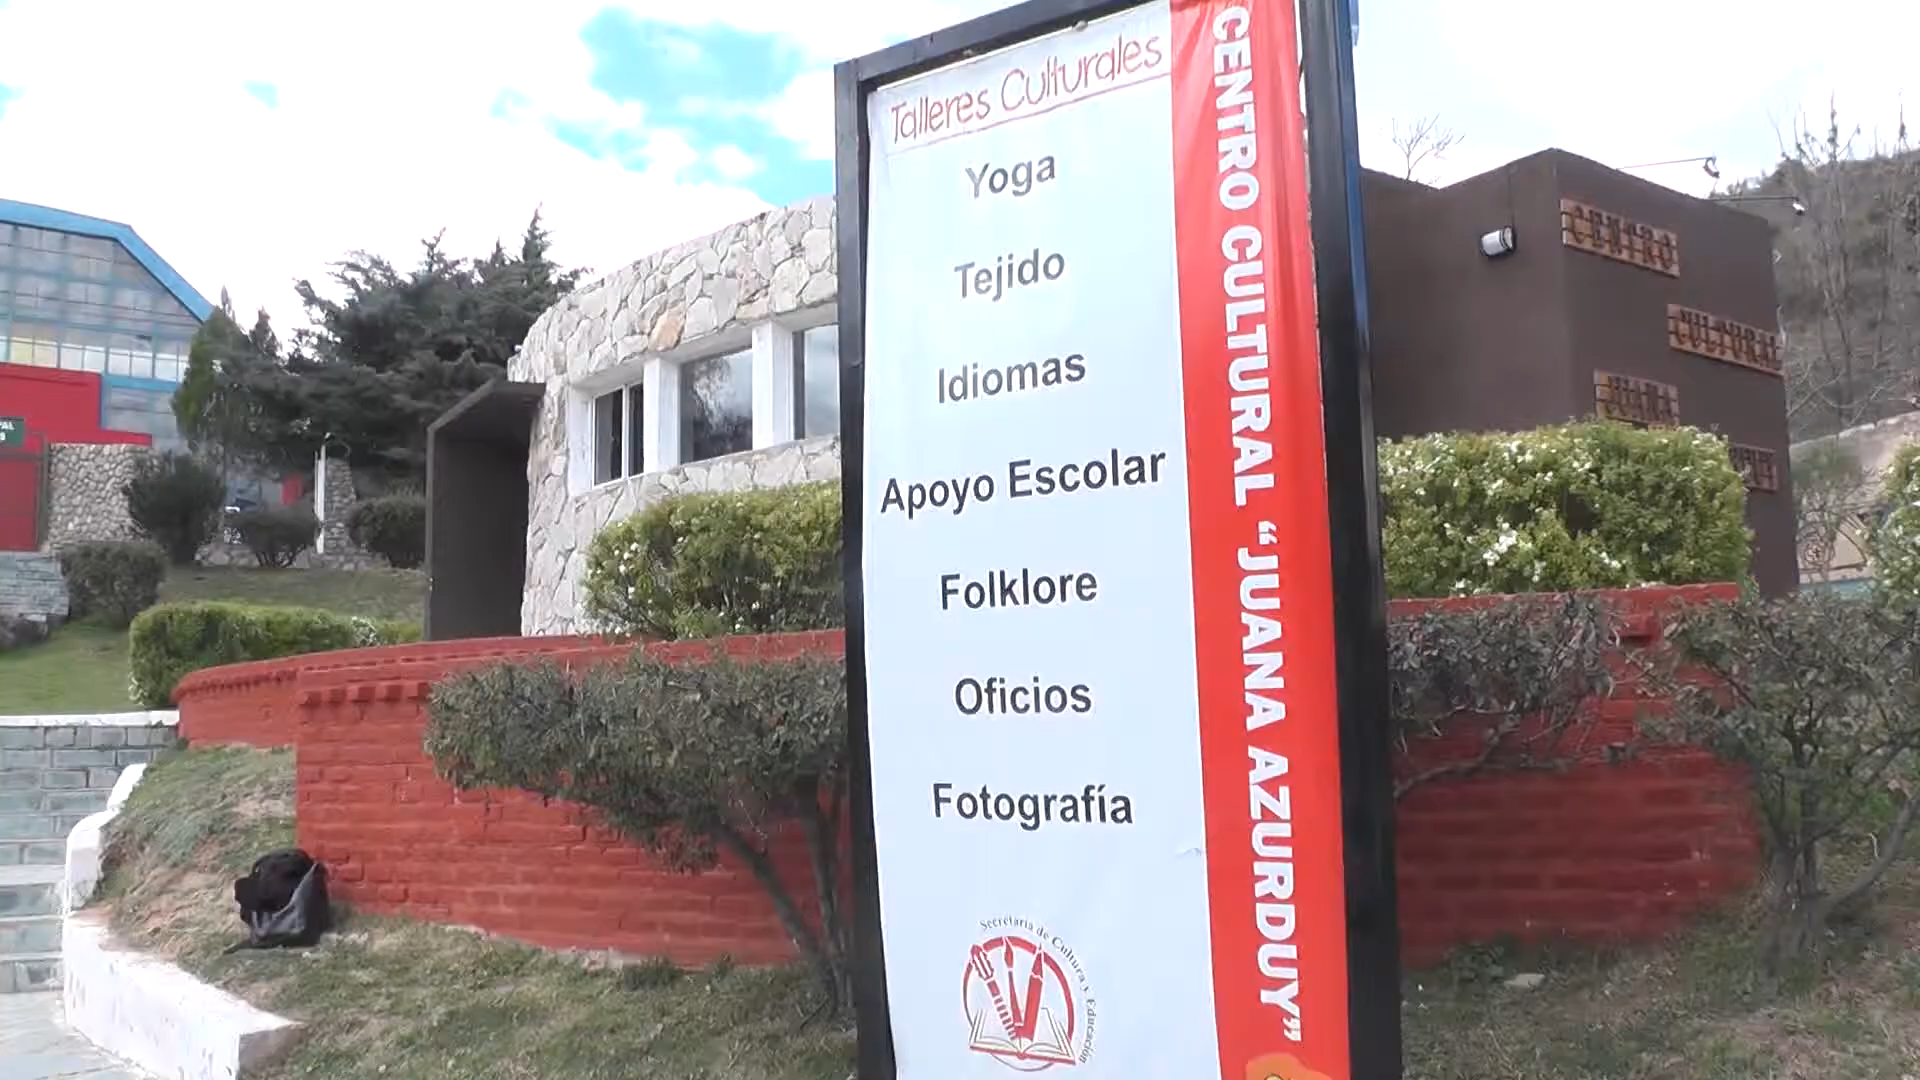 Talleres Culturales
Yoga
Tejido
Idiomas
Apoyo Escolar
Folklore
Oficios
Fotografía
Secretaría de Cultura y Educación
CENTRO CULTURAL "JUANA AZURDUY"
CENTRO
CULTURAL
JUANA